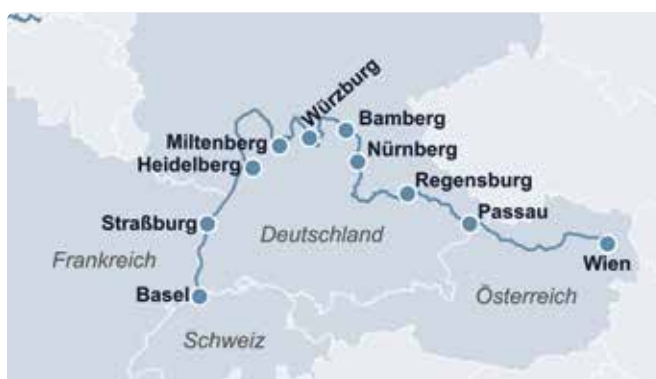 Würzburg
Bamberg
Miltenberg
Nürnberg
Heidelberg
Regensburg
Passau
Straßburg
Deutschland
Frankreich
Wien
Basel
Österreich
Schweiz